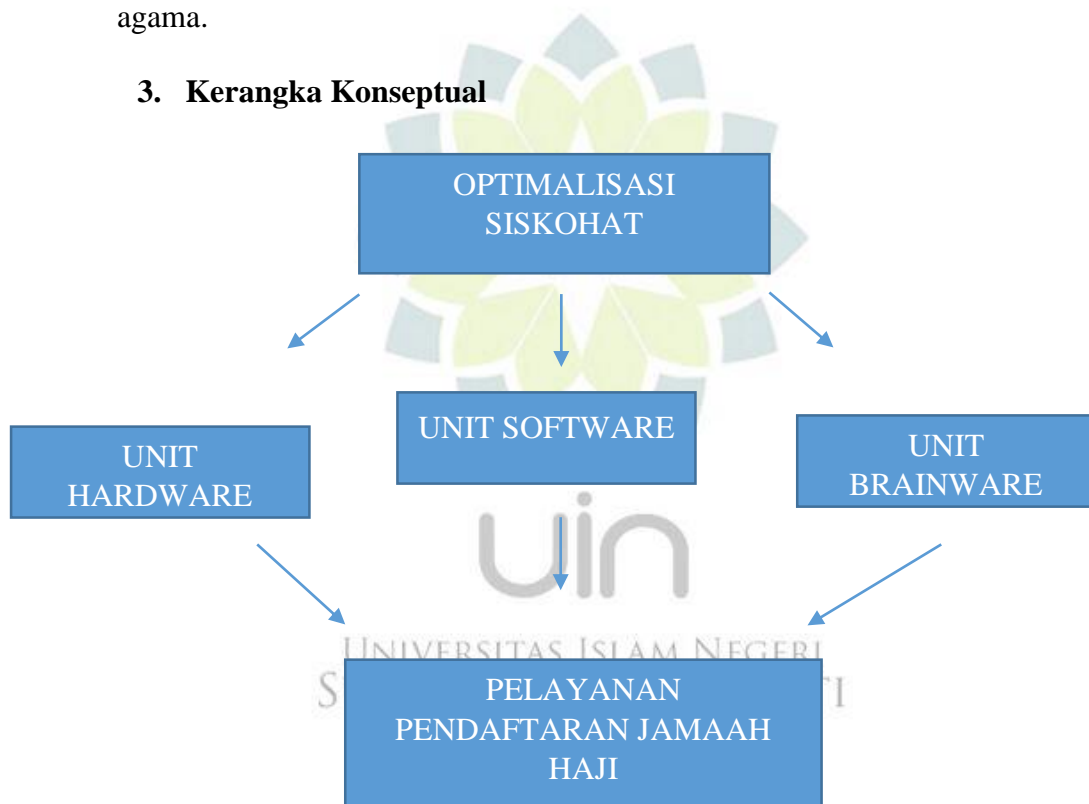 agama.
3. Kerangka Konseptual
OPTIMALISASI
SISKOHAT
UNIT SOFTWARE
UNIT
HARDWARE
UNIT
BRAINWARE
uin
UNIVERSITAS ISLAM NEGERI
PELAYANAN
PENDAFTARAN JAMAAH
HAJI